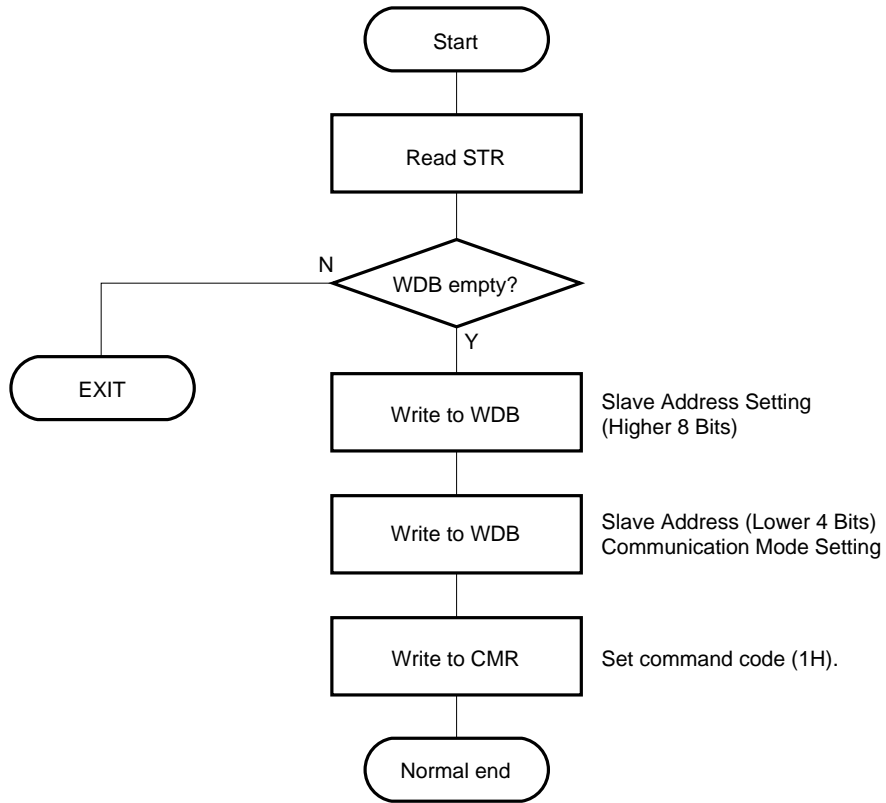 Start
Read STR
N
WDB empty?
Y
EXIT
Write to WDB
Slave Address Setting
(Higher 8 Bits)
Write to WDB
Slave Address (Lower 4 Bits)
Communication Mode Setting
Write to CMR
Set command code (1H).
Normal end